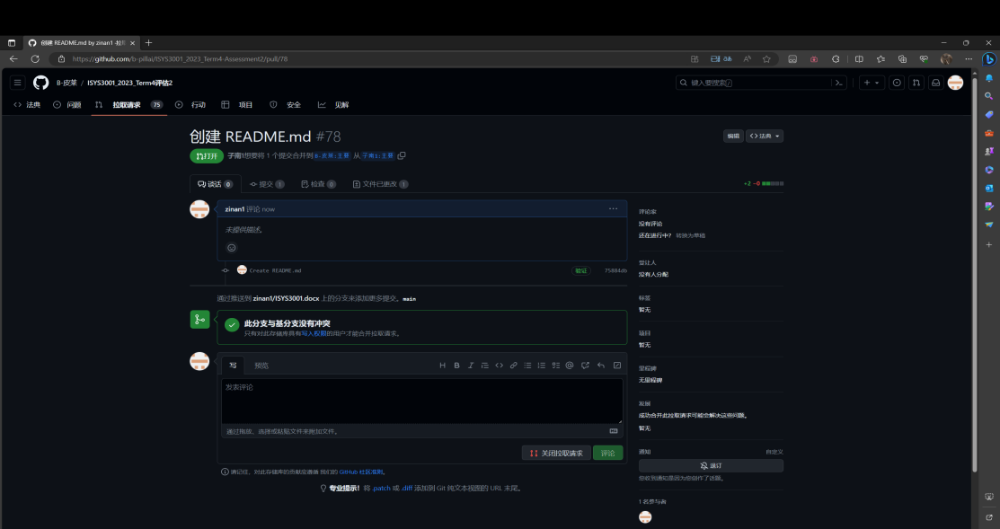 创建 README.md by zinan1 ·拉
https://github.com/b-pillai/ISYS3001_2023_Term4-Assessment2/pull/78
B-皮莱 / ISYS3001_2023_Term4评估2
键入要搜索[/]
法典 问题 拉取请求 75 行动 项目 安全 见解
创建 README.md #78
编辑 法典
打开 子南1想要将 1 个提交合并到 B-皮莱:主要 从 子南1:主要
谈话 0 提交 1 检查 0 文件已更改 1
+2 −0
zinan1 评论 now
未提供描述。
Create README.md 验证 75084db
通过推送到 zinan1/ISYS3001.docx 上的分支来添加更多提交。 main
此分支与基分支没有冲突
只有对此存储库具有写入权限的用户才能合并拉取请求。
写 预览
发表评论
通过拖放、选择或粘贴文件来附加文件。
关闭拉取请求 评论
请记住，对此存储库的贡献应遵循 我们的 GitHub 社区准则。
专业提示! 将 .patch 或 .diff 添加到 Git 纯文本视图的 URL 末尾。
评论家
没有评论
还在进行中? 转换为草稿
受让人
没有人分配
标签
暂无
项目
暂无
里程碑
无里程碑
发展
成功合并此拉取请求可能会解决这些问题。
暂无
通知 自定义
退订
您收到通知是因为您创作了话题。
1 名参与者